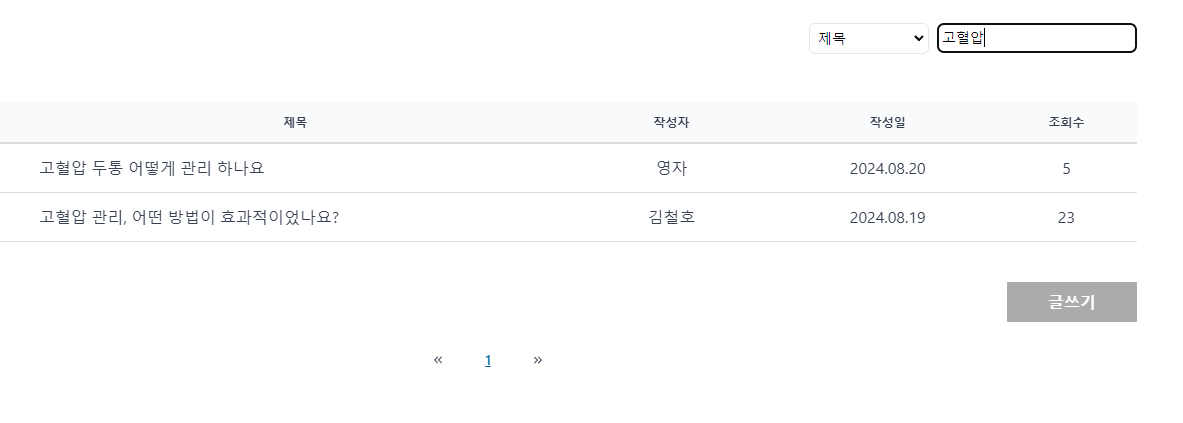 제목 고혈압
제목 작성자 작성일 조회수
고혈압 두통 어떻게 관리 하나요 영자 2024.08.20 5
고혈압 관리, 어떤 방법이 효과적이었나요? 김철호 2024.08.19 23
글쓰기
« 1 »